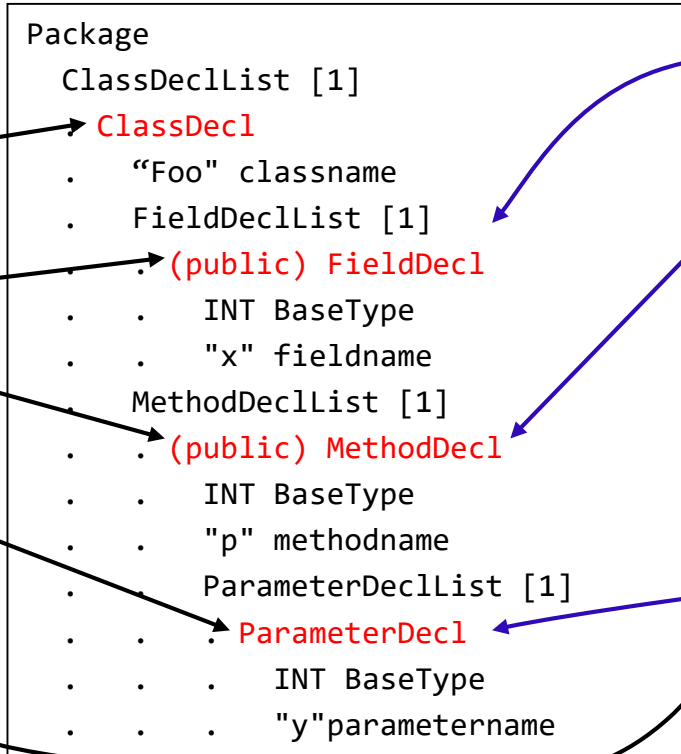 Package
ClassDeclList [1]
. ClassDecl
. “Foo" classname
. FieldDeclList [1]
. . (public) FieldDecl
. . INT BaseType
. . "x" fieldname
. MethodDeclList [1]
. . (public) MethodDecl
. . INT BaseType
. . "p" methodname
. . ParameterDeclList [1]
. . . ParameterDecl
. . . INT BaseType
. . . "y"parametername